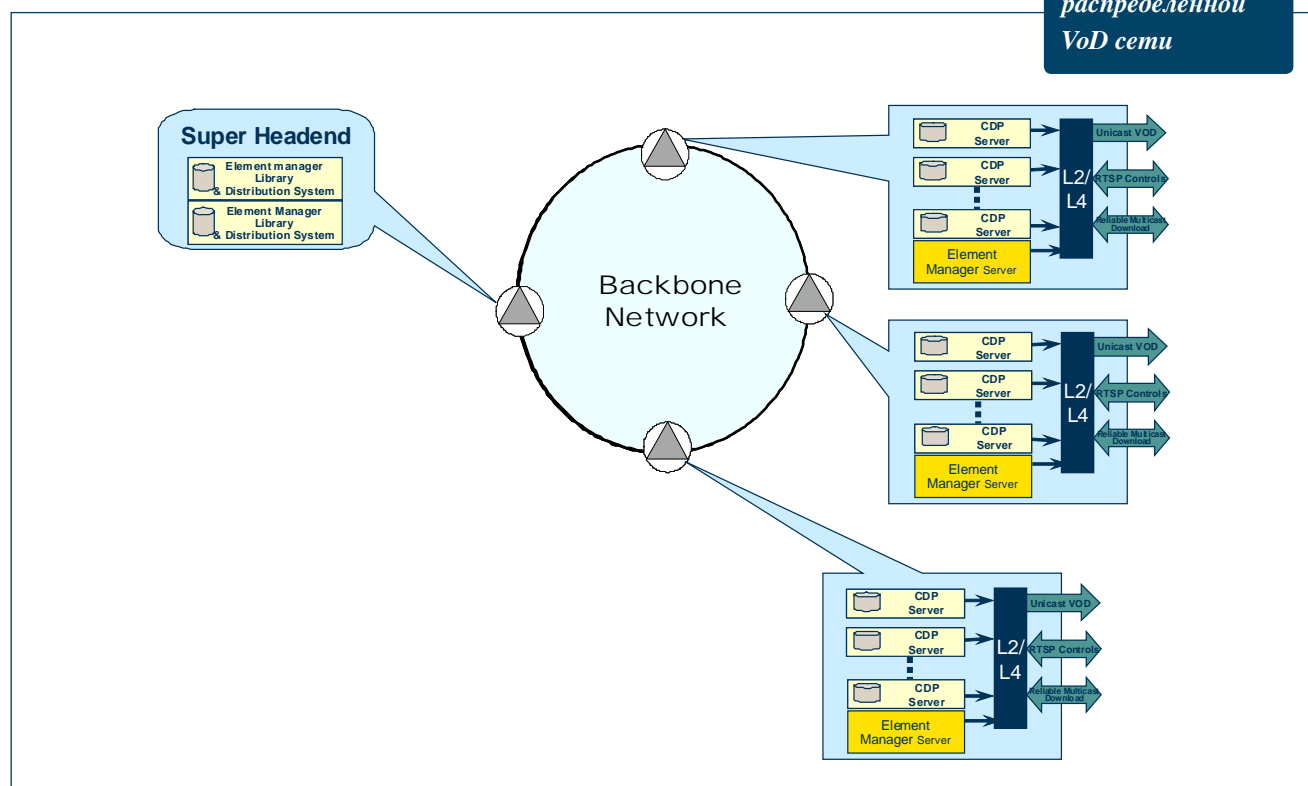 распределенной
VoD сети
Super Headend
Element manager
Library
& Distribution System
Element Manager
Library
& Distribution System
Backbone
Network
CDP
Server
CDP
Server
CDP
Server
Element
Manager Server
L2/
L4
Unicast VOD
RTSP Controls
Reliable Multicast
Download
CDP
Server
CDP
Server
CDP
Server
Element
Manager Server
L2/
L4
Unicast VOD
RTSP Controls
Reliable Multicast
Download
CDP
Server
CDP
Server
CDP
Server
Element
Manager Server
L2/
L4
Unicast VOD
RTSP Controls
Reliable Multicast
Download